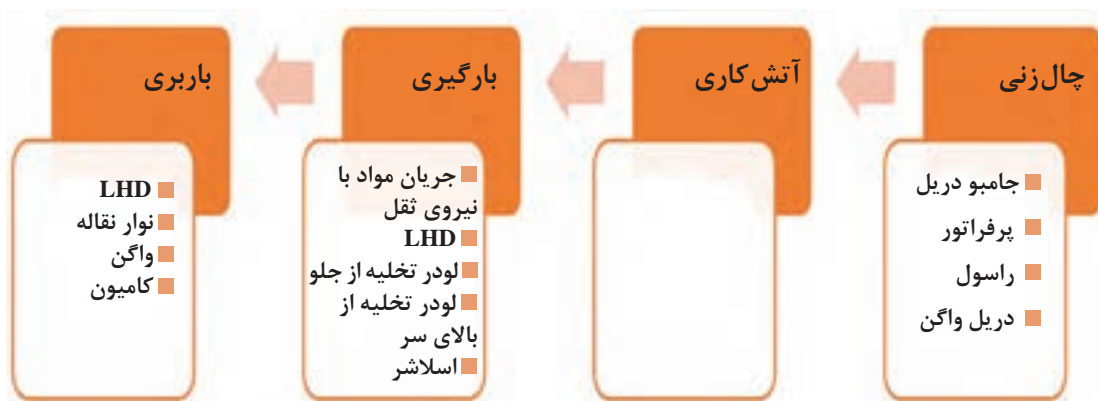 چال‌زنی
جامبو دریل
پرفراتور
راسول
دریل واگن
آتش‌کاری
بارگیری
جریان مواد با
نیروی ثقل
LHD
لودر تخلیه از جلو
لودر تخلیه از
بالای سر
اسلاشر
باربری
LHD
نوار نقاله
واگن
کامیون